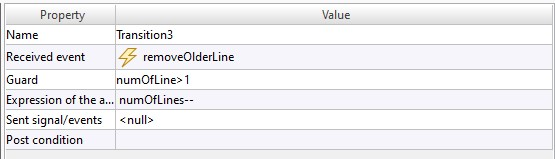 Property Value
Name Transition3
Received event removeOlderLine
Guard numOfLine>1
Expression of the a... numOfLines--
Sent signal/events <null>
Post condition